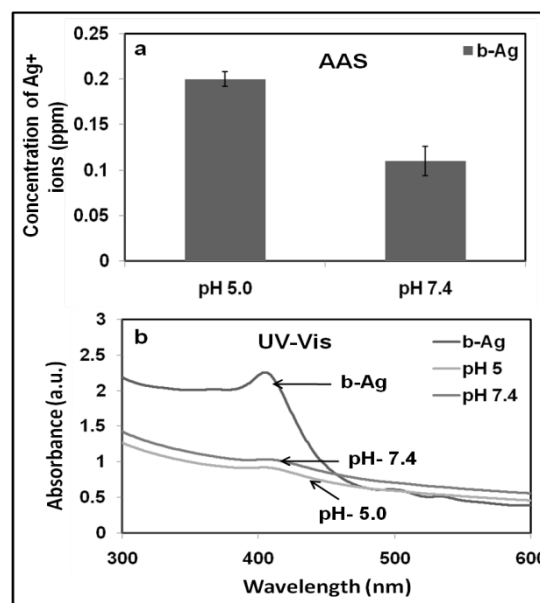 a
AAS
b-Ag
Concentration of Ag+
ions (ppm)
0.25
0.20
0.15
0.1
0.05
0
pH 5.0
pH 7.4
b
UV-Vis
b-Ag
pH 5
pH 7.4
Absorbance (a.u.)
3
2.5
2
1.5
1
0.5
0
b-Ag
pH- 7.4
pH- 5.0
300
400
500
600
Wavelength (nm)